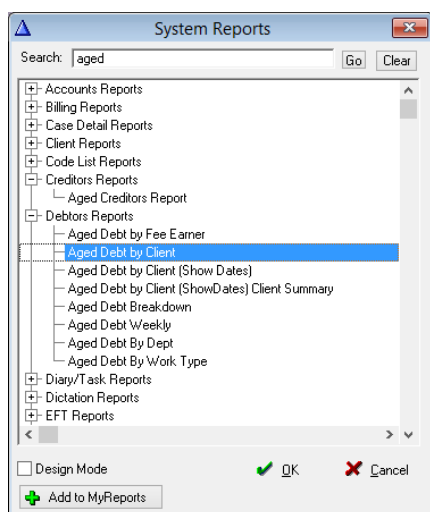 System Reports
Search: aged Go Clear
Accounts Reports
Billing Reports
Case Detail Reports
Client Reports
Code List Reports
Creditors Reports
Aged Creditors Report
Debtors Reports
Aged Debt by Fee Earner
Aged Debt by Client
Aged Debt by Client (Show Dates)
Aged Debt by Client (ShowDates) Client Summary
Aged Debt Breakdown
Aged Debt Weekly
Aged Debt By Dept
Aged Debt By Work Type
Diary/Task Reports
Dictation Reports
EFT Reports
Design Mode OK Cancel
Add to MyReports